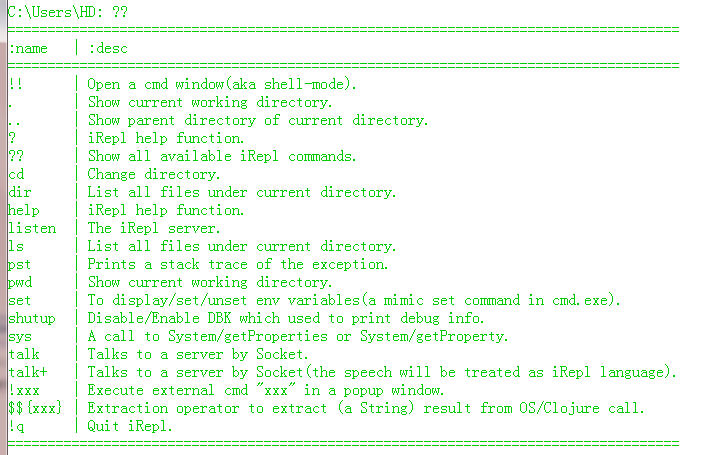 C:\Users\HD: ??
================================================================================
:name | :desc
================================================================================
!! | Open a cmd window(aka shell-mode).
. | Show current working directory.
.. | Show parent directory of current directory.
? | iRepl help function.
?? | Show all available iRepl commands.
cd | Change directory.
dir | List all files under current directory.
help | iRepl help function.
listen | The iRepl server.
ls | List all files under current directory.
pst | Prints a stack trace of the exception.
pwd | Show current working directory.
set | To display/set/unset env variables(a mimic set command in cmd.exe).
shutup | Disable/Enable DBK which used to print debug info.
sys | A call to System/getProperties or System/getProperty.
talk | Talks to a server by Socket.
talk+ | Talks to a server by Socket(the speech will be treated as iRepl language).
!xxx | Execute external cmd "xxx" in a popup window.
$${xxx} | Extraction operator to extract (a String) result from OS/Clojure call.
!q | Quit iRepl.
================================================================================